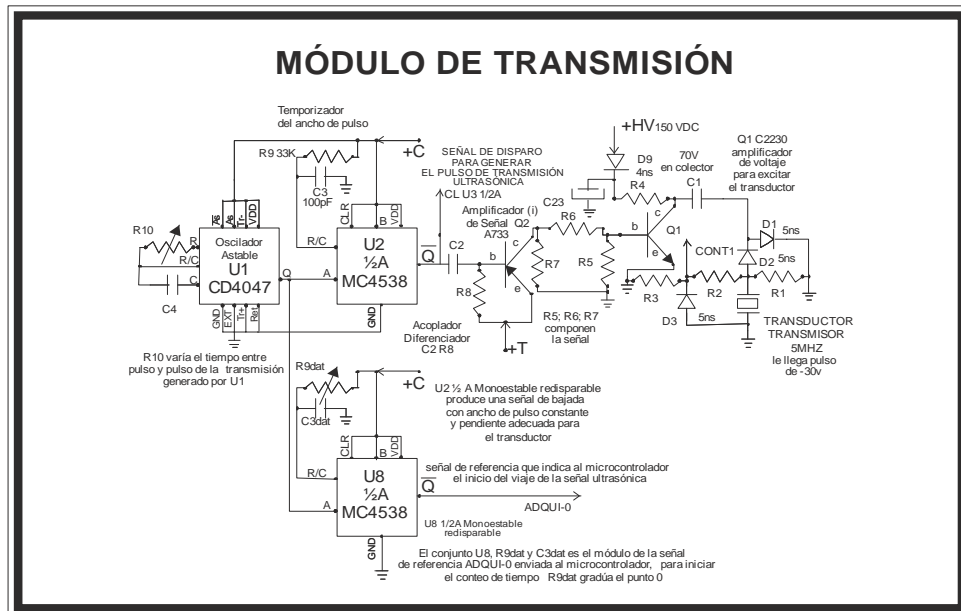 MÓDULO DE TRANSMISIÓN
Temporizador
del ancho de pulso
R9 33K
C3
100pF
+C
SEÑAL DE DISPARO
PARA GENERAR
EL PULSO DE TRANSMISIÓN
ULTRASÓNICA
CL U3 1/2A
+HV 150 VDC
D9
4ns
70V
en colector
C1
Q1 C2230
amplificador
de voltaje
para excitar
el transductor
R10
R
R/C
C
C4
As
As
Tr-
VDD
Oscilador
Astable
U1
CD4047
Q
GND
EXT
Tr+
Ret
R/C
A
CLR
B
VDD
U2
½A
MC4538
Q
GND
C2
Amplificador (i)
de Señal
Q2
A733
b
c
e
R8
Acoplador
Diferenciador
C2 R8
+T
R7
R6
C23
R5
R5; R6; R7
componen
la señal
R4
b
c
e
Q1
R3
CONT1
D3
5ns
R2
D1
5ns
D2
5ns
R1
TRANSDUCTOR
TRANSMISOR
5MHZ
le llega pulso
de -30v
R10 varía el tiempo entre
pulso y pulso de la transmisión
generado por U1
R9dat
C3dat
+C
U2 ½ A Monoestable redisparable
produce una señal de bajada
con ancho de pulso constante
y pendiente adecuada para
el transductor
R/C
A
CLR
B
VDD
U8
½A
MC4538
Q
GND
señal de referencia que indica al microcontrolador
el inicio del viaje de la señal ultrasónica
ADQUI-0
U8 1/2A Monoestable
redisparable
El conjunto U8, R9dat y C3dat es el módulo de la señal
de referencia ADQUI-0 enviada al microcontrolador, para iniciar
el conteo de tiempo R9dat gradúa el punto 0